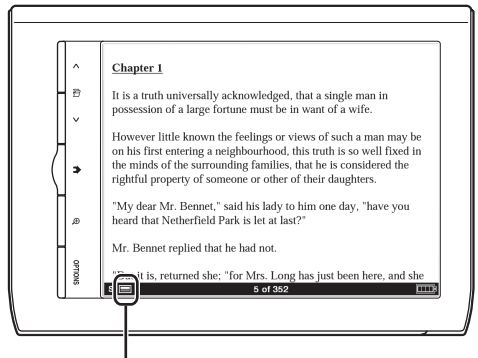 Chapter 1
It is a truth universally acknowledged, that a single man in
possession of a large fortune must be in want of a wife.
However little known the feelings or views of such a man may be
on his first entering a neighbourhood, this truth is so well fixed in
the minds of the surrounding families, that he is considered the
rightful property of someone or other of their daughters.
"My dear Mr. Bennet," said his lady to him one day, "have you
heard that Netherfield Park is let at last?"
Mr. Bennet replied that he had not.
it is, returned she; "for Mrs. Long has just been here, and she
S
5 of 352
OPTIONS